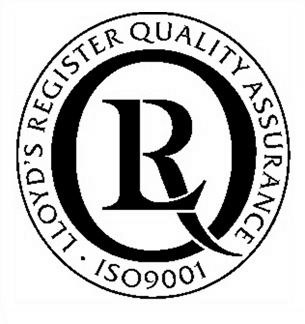 LLOYD'S REGISTER QUALITY ASSURANCE
· ISO9001
LRQ